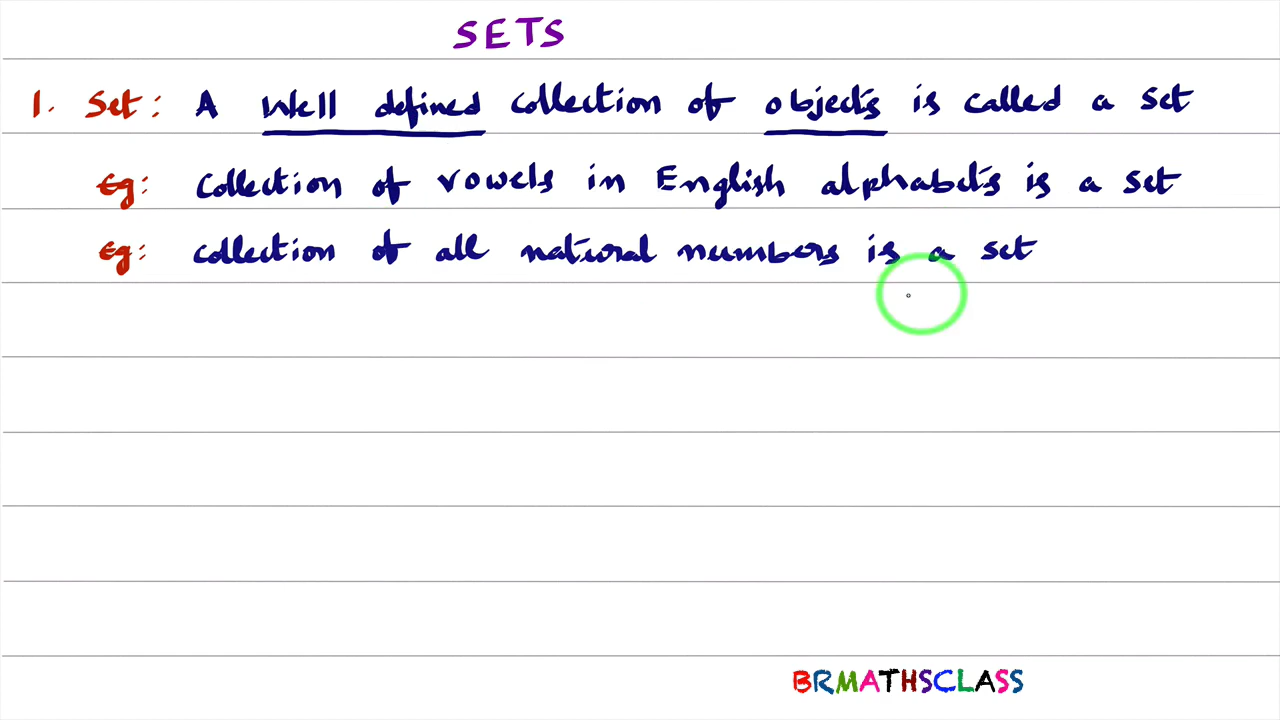 SETS
1. Set: A Well defined collection of objects is called a set
Eg: collection of vowels in English alphabets is a set
Eg: collection of all natural numbers is a set
BRMATHSCLASS